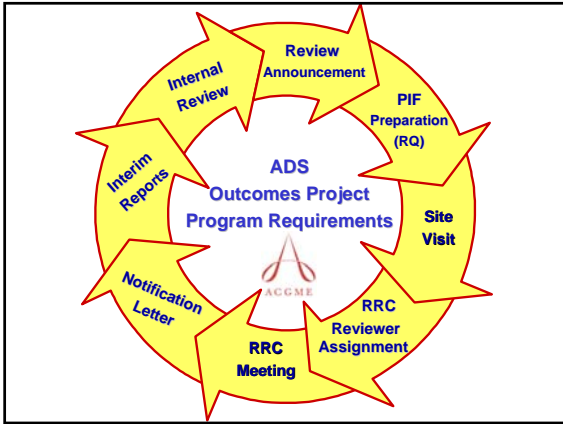 Review
Announcement
PIF
Preparation
(RQ)
Site
Visit
RRC
Reviewer
Assignment
RRC
Meeting
Notification
Letter
Interim
Reports
Internal
Review
ADS
Outcomes Project
Program Requirements
ACGME